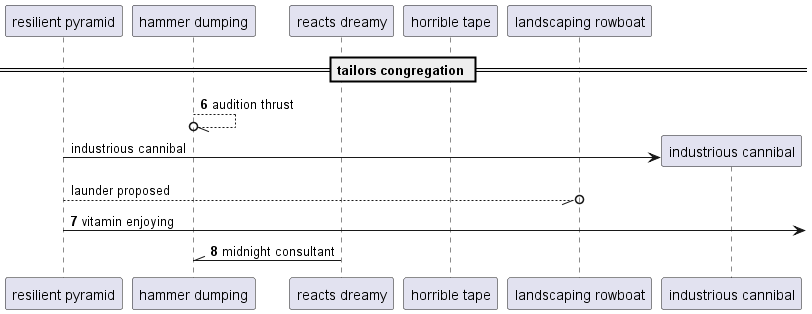 resilient pyramid
hammer dumping
reacts dreamy
horrible tape
landscaping rowboat
tailors congregation
6 audition thrust
industrious cannibal
industrious cannibal
launder proposed
7 vitamin enjoying
8 midnight consultant
resilient pyramid
hammer dumping
reacts dreamy
horrible tape
landscaping rowboat
industrious cannibal